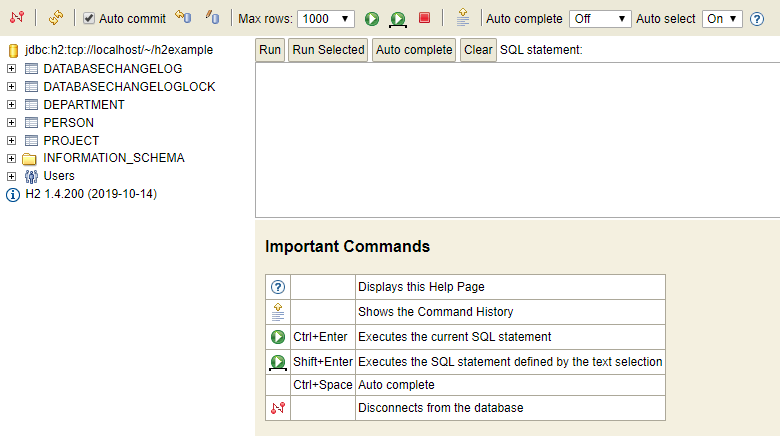 Auto commit Max rows: 1000 Auto complete Off Auto select On
jdbc:h2:tcp://localhost/~/h2example
DATABASECHANGELOG
DATABASECHANGELOGLOCK
DEPARTMENT
PERSON
PROJECT
INFORMATION_SCHEMA
Users
H2 1.4.200 (2019-10-14)
Run Run Selected Auto complete Clear SQL statement:
Important Commands
Displays this Help Page
Shows the Command History
Ctrl+Enter Executes the current SQL statement
Shift+Enter Executes the SQL statement defined by the text selection
Ctrl+Space Auto complete
Disconnects from the database